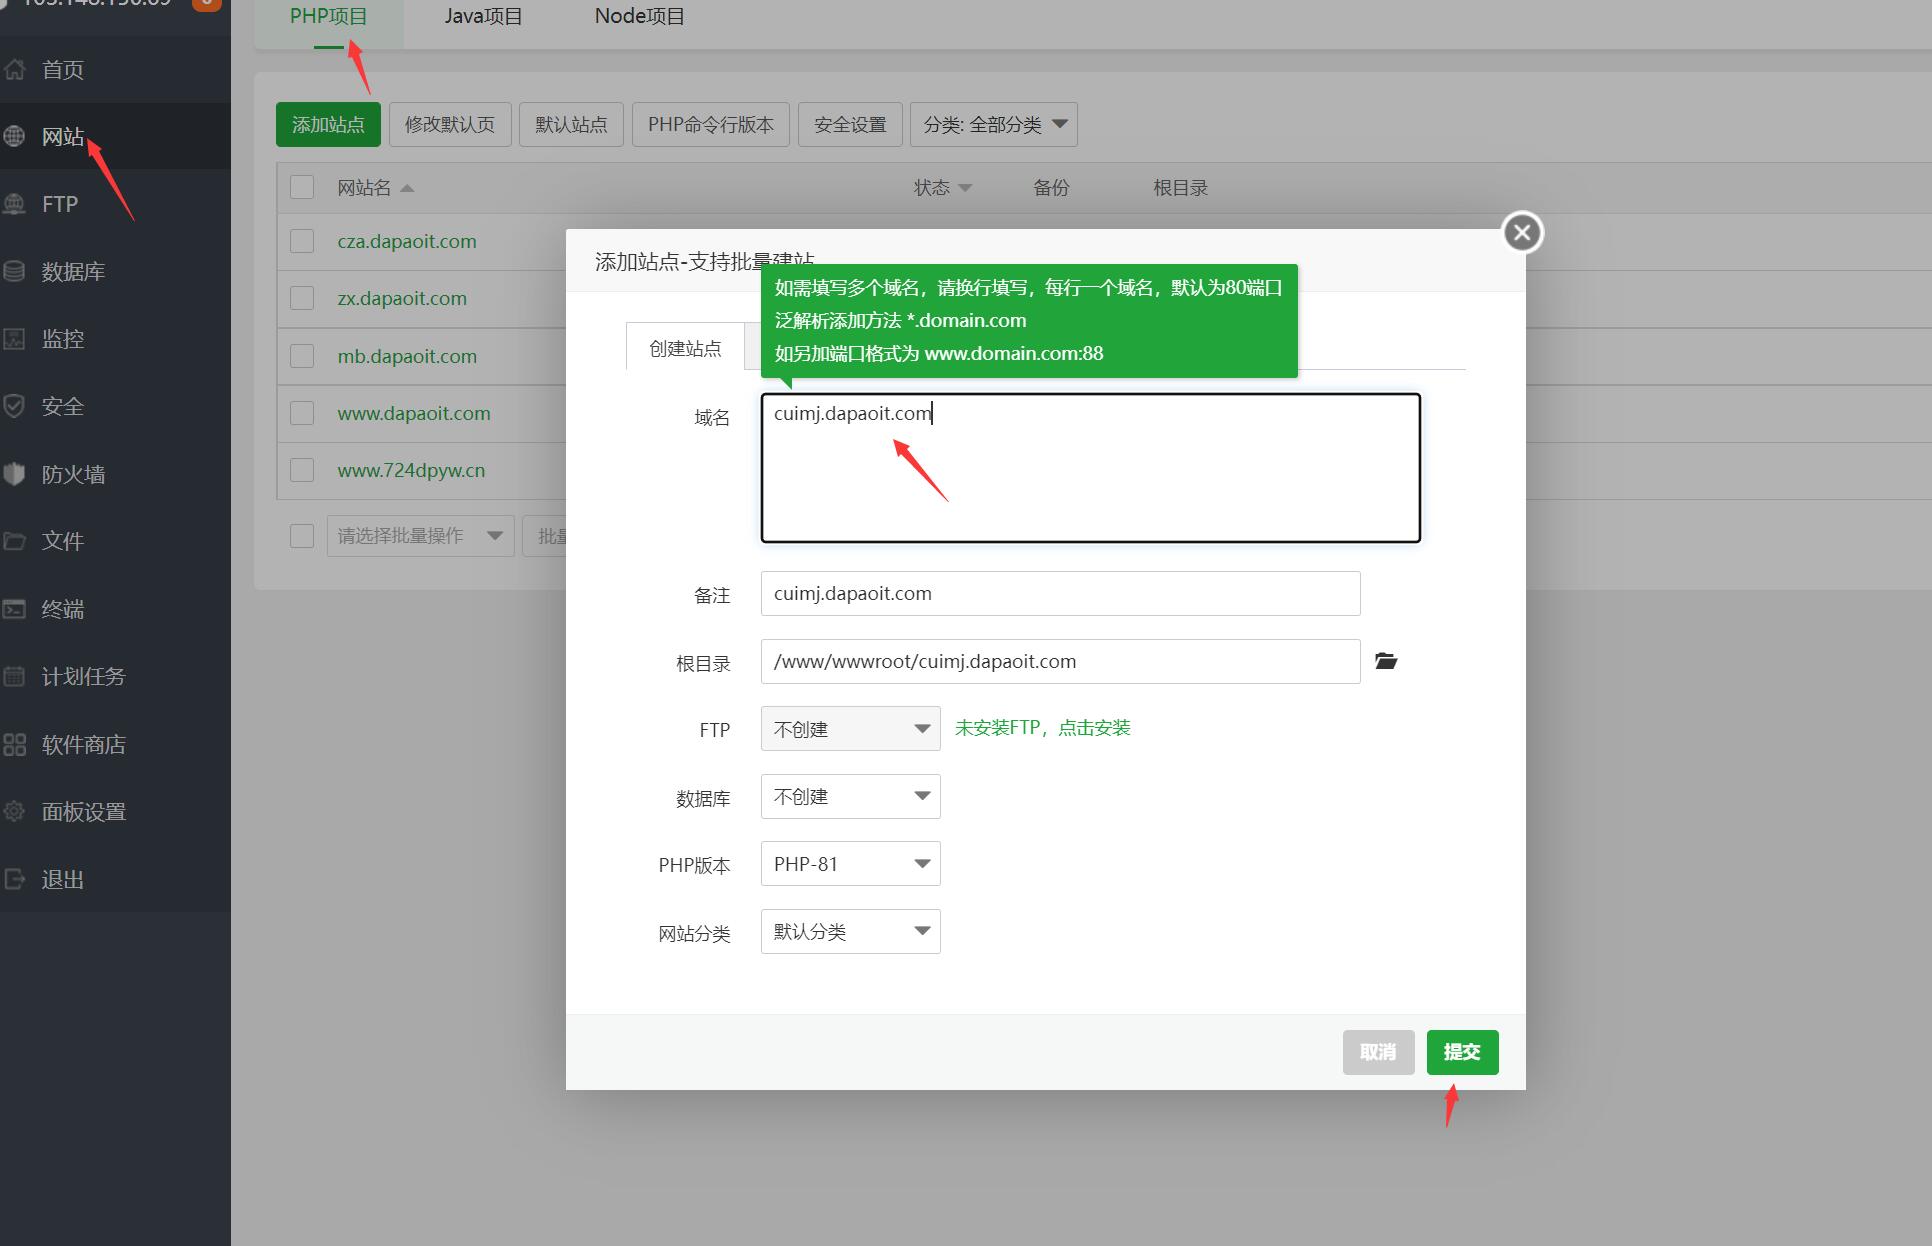 PHP项目
Java项目
Node项目
首页
网站
FTP
数据库
监控
安全
防火墙
文件
终端
计划任务
软件商店
面板设置
退出
添加站点
修改默认页
默认站点
PHP命令行版本
安全设置
分类: 全部分类
网站名
状态
备份
根目录
cza.dapaoit.com
zx.dapaoit.com
mb.dapaoit.com
www.dapaoit.com
www.724dpyw.cn
请选择批量操作
添加站点-支持批量建站
如需填写多个域名，请换行填写，每行一个域名，默认为80端口
泛解析添加方法 *.domain.com
如另加端口格式为 www.domain.com:88
创建站点
域名
cuimj.dapaoit.com
备注
cuimj.dapaoit.com
根目录
/www/wwwroot/cuimj.dapaoit.com
FTP
不创建
未安装FTP，点击安装
数据库
不创建
PHP版本
PHP-81
网站分类
默认分类
取消
提交